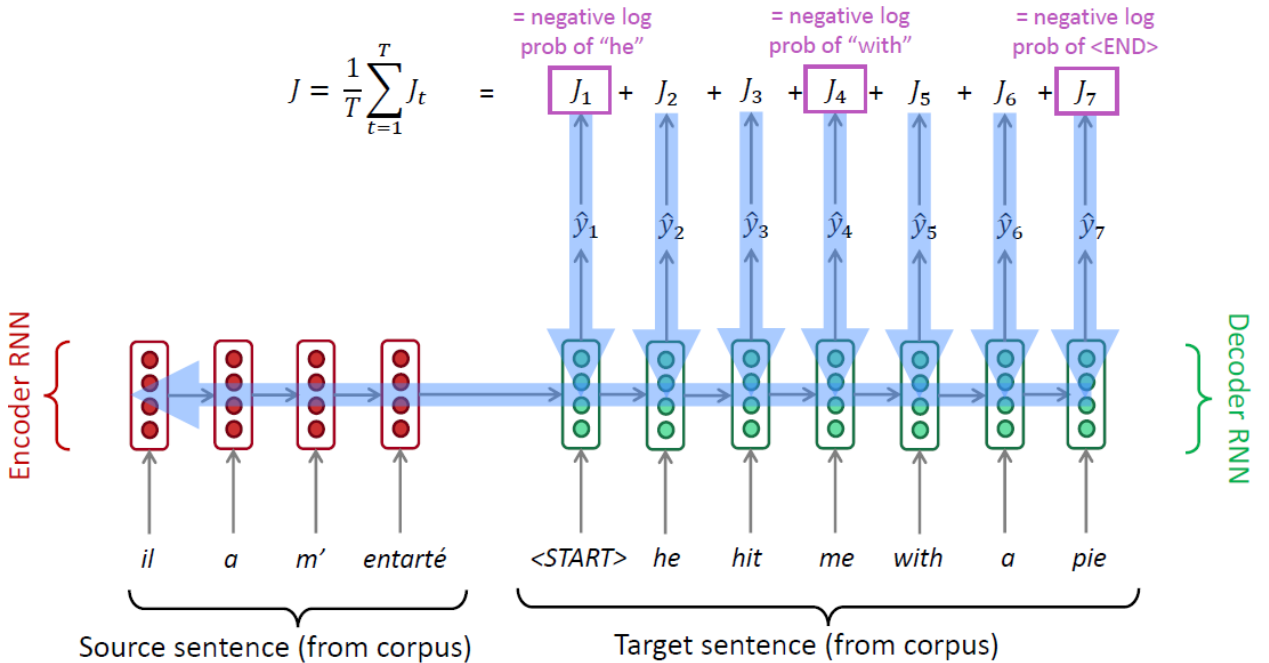 = negative log
prob of “he”
= negative log
prob of “with”
= negative log
prob of <END>
J = \frac{1}{T} \sum_{t=1}^{T} J_t = J_1 + J_2 + J_3 + J_4 + J_5 + J_6 + J_7
ŷ_1 ŷ_2 ŷ_3 ŷ_4 ŷ_5 ŷ_6 ŷ_7
Encoder RNN
Decoder RNN
il a m’ entarté <START> he hit me with a pie
Source sentence (from corpus)
Target sentence (from corpus)